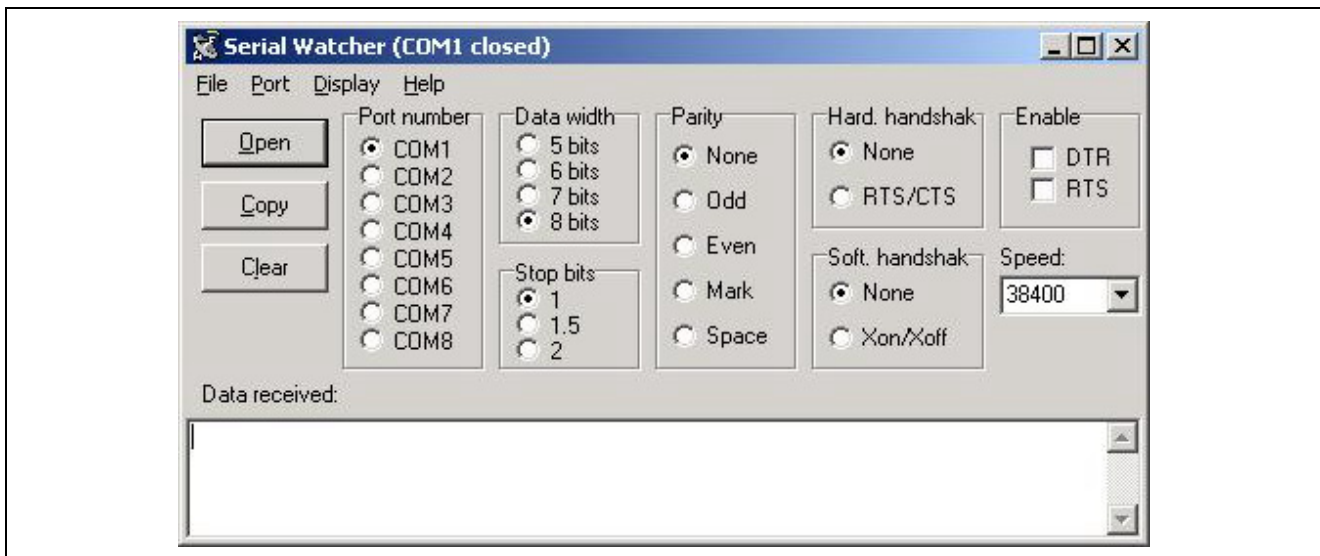 Serial Watcher (COM1 closed)
File Port Display Help
Open
Copy
Clear
Port number
COM1
COM2
COM3
COM4
COM5
COM6
COM7
COM8
Data width
5 bits
6 bits
7 bits
8 bits
Stop bits
1
1.5
2
Parity
None
Odd
Even
Mark
Space
Hard. handshak
None
RTS/CTS
Soft. handshak
None
Xon/Xoff
Enable
DTR
RTS
Speed:
38400
Data received: